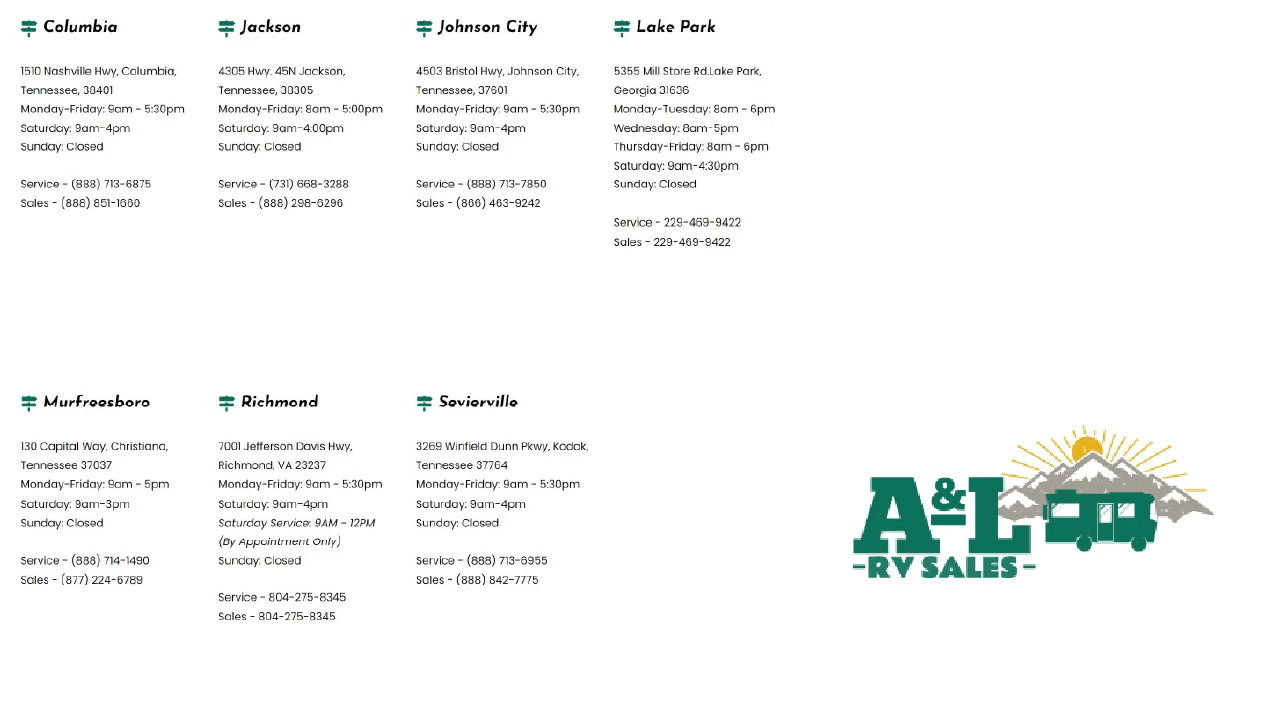 Columbia
1510 Nashville Hwy, Columbia,
Tennessee, 38401
Monday-Friday: 9am - 5:30pm
Saturday: 9am-4pm
Sunday: Closed
Service - (888) 713-6875
Sales - (888) 851-1660
Jackson
4305 Hwy. 45N Jackson,
Tennessee, 38305
Monday-Friday: 8am - 5:00pm
Saturday: 9am-4:00pm
Sunday: Closed
Service - (731) 668-3288
Sales - (888) 298-6296
Johnson City
4503 Bristol Hwy, Johnson City,
Tennessee, 37601
Monday-Friday: 9am - 5:30pm
Saturday: 9am-4pm
Sunday: Closed
Service - (888) 713-7850
Sales - (866) 463-9242
Lake Park
5355 Mill Store Rd.Lake Park,
Georgia 31636
Monday-Tuesday: 8am - 6pm
Wednesday: 8am-5pm
Thursday-Friday: 8am - 6pm
Saturday: 9am-4:30pm
Sunday: Closed
Service - 229-469-9422
Sales - 229-469-9422
Murfreesboro
130 Capital Way, Christiana,
Tennessee 37037
Monday-Friday: 9am - 5pm
Saturday: 9am-3pm
Sunday: Closed
Service - (888) 714-1490
Sales - (877) 224-6789
Richmond
7001 Jefferson Davis Hwy,
Richmond, VA 23237
Monday-Friday: 9am - 5:30pm
Saturday: 9am-4pm
Saturday Service: 9AM - 12PM
(By Appointment Only)
Sunday: Closed
Service - 804-275-8345
Sales - 804-275-8345
Sevierville
3269 Winfield Dunn Pkwy, Kodak,
Tennessee 37764
Monday-Friday: 9am - 5:30pm
Saturday: 9am-4pm
Sunday: Closed
Service - (888) 713-6955
Sales - (888) 842-7775
A&L
-RV SALES-